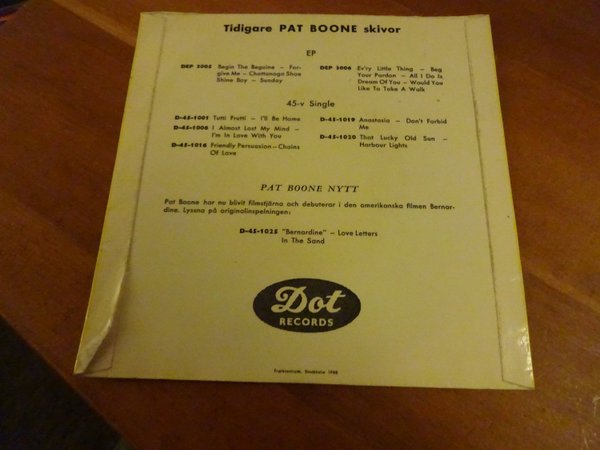 Tidigare PAT BOONE skivor
EP
DEP 2005 Begin The Beguine – For-
give Me – Chattanoga Shoe
Shine Boy – Sunday
DEP 3006 Ev'ry Little Thing – Beg
Your Pardon – All I Do Is
Dream Of You – Would You
Like To Take A Walk
45-v Single
D-45-1001 Tutti Frutti – I'll Be Home
D-45-1008 I Almost Lost My Mind –
I'm In Love With You
D-45-1016 Friendly Persuasion – Chains
Of Love
D-45-1019 Anastasia – Don't Forbid
Me
D-45-1020 That Lucky Old Sun –
Harbour Lights
PAT BOONE NYTT
Pat Boone har nu blivit filmstjärna och debuterar i den amerikanska filmen Bernar-
dine. Lyssna på originalinspelningen:
D-45-1025 "Bernardine" – Love Letters
In The Sand
Dot
RECORDS
Stockholm